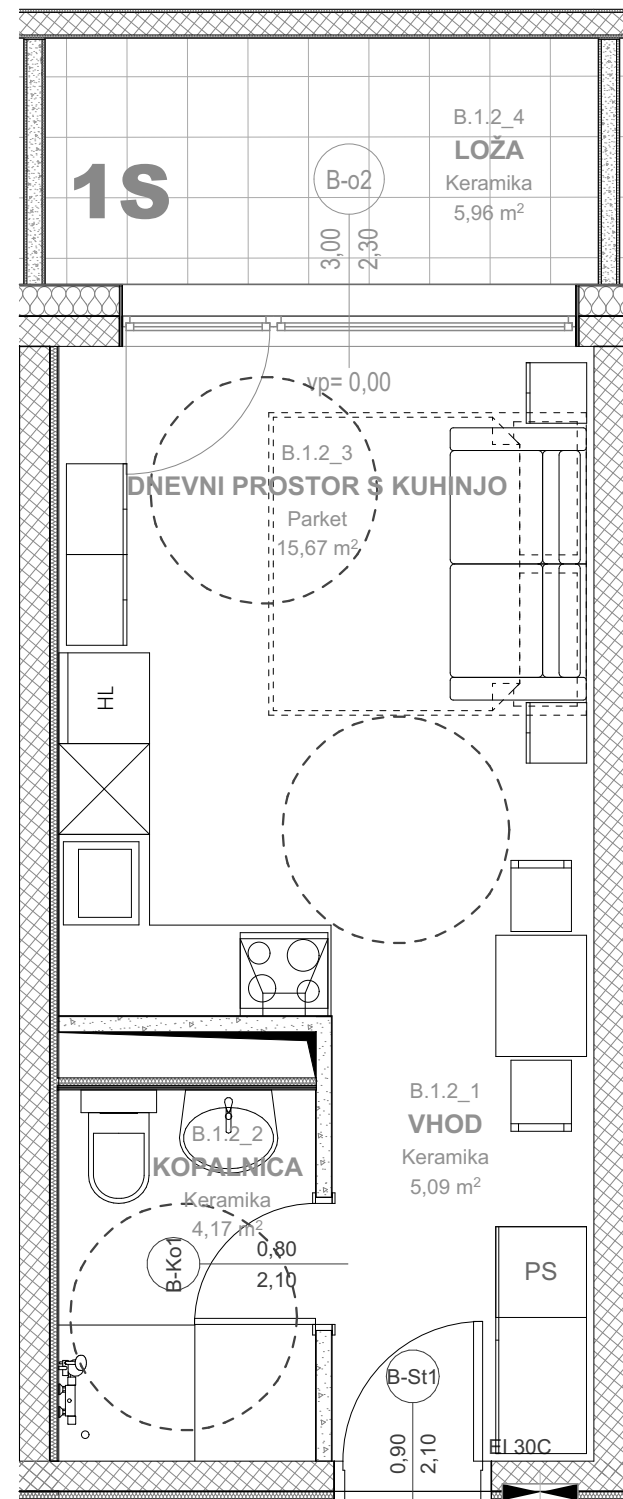 B.1.2_4
LOŽA
Keramika
5,96 m²
1S
B-o2
3,00
2,30
vp= 0,00
B.1.2_3
DNEVNI PROSTOR S KUHINJO
Parket
15,67 m²
HL
B.1.2_1
VHOD
Keramika
5,09 m²
B.1.2_2
KOPALNICA
Keramika
4,17 m²
B-Ko1
0,80
2,10
PS
B-St1
0,90
2,10
EI 30C